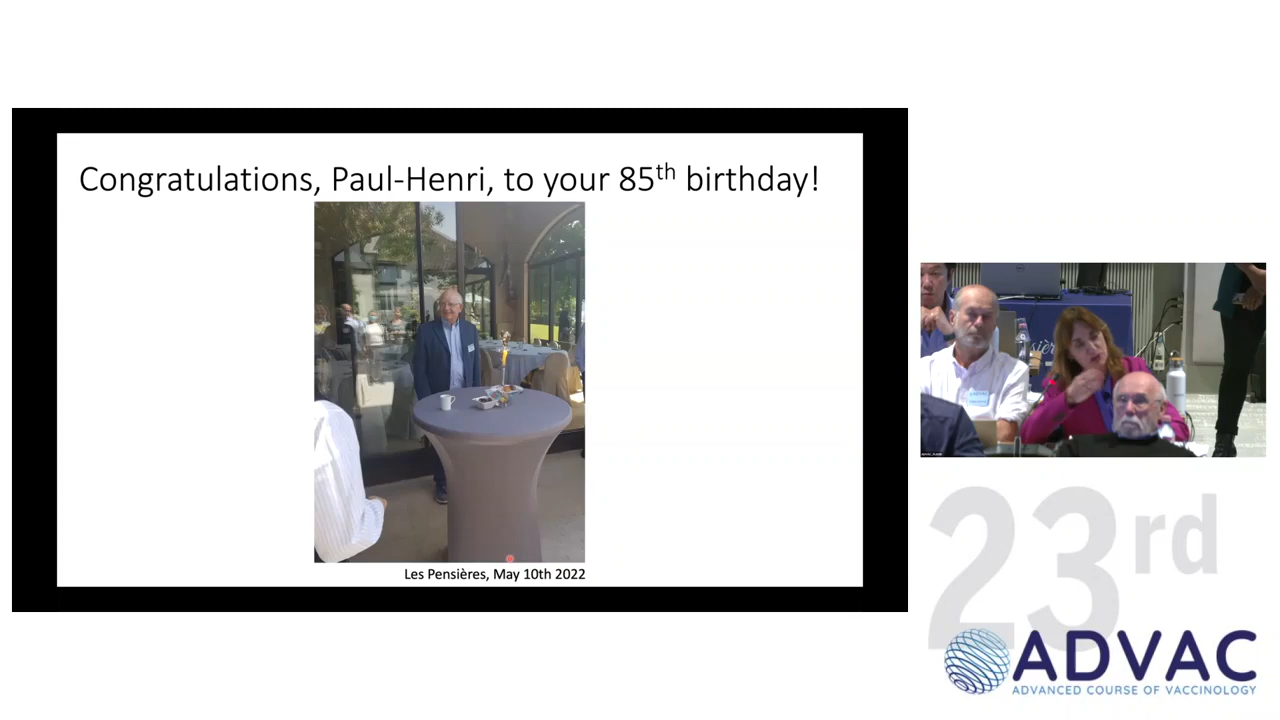 Congratulations, Paul-Henri, to your 85th birthday!
Les Pensières, May 10th 2022
23rd
ADVAC
ADVANCED COURSE OF VACCINOLOGY